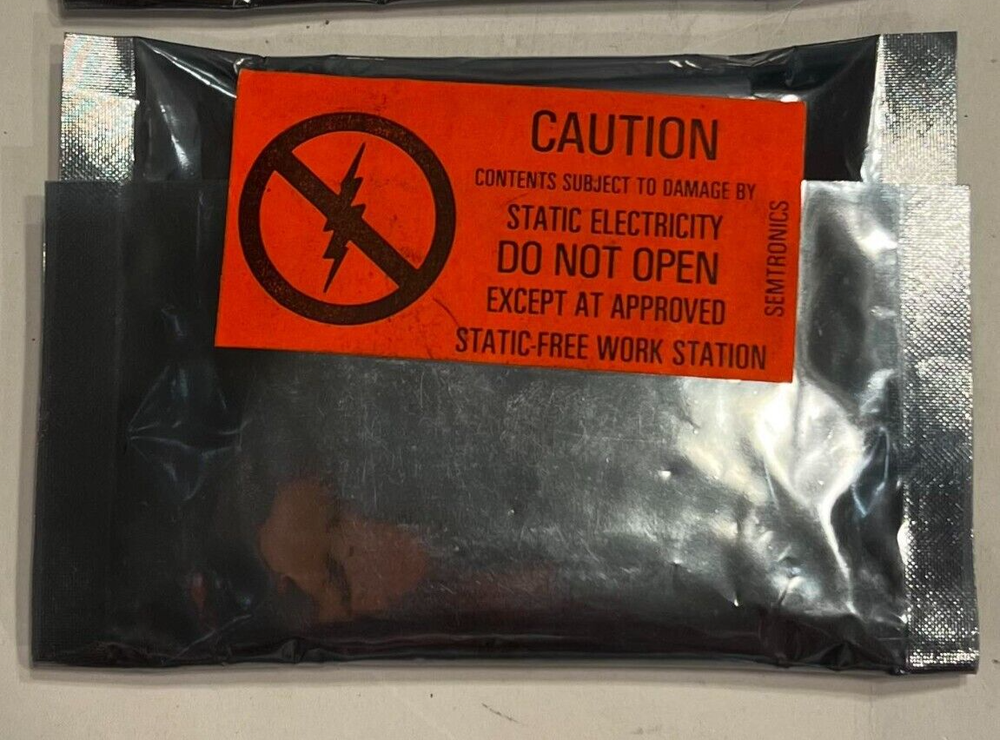 CAUTION
CONTENTS SUBJECT TO DAMAGE BY
STATIC ELECTRICITY
DO NOT OPEN
EXCEPT AT APPROVED
STATIC-FREE WORK STATION
SEMTRONICS